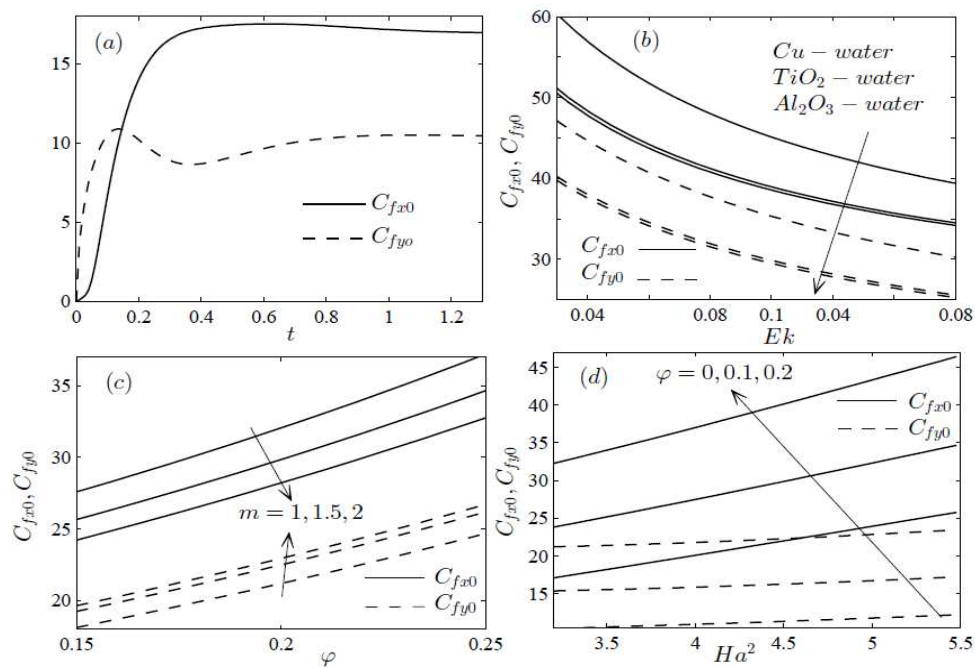 (a)
15
10
5
0
C_{fx0}
C_{fyo}
0 0.2 0.4 0.6 0.8 1 1.2
t
(b)
60
50
40
30
C_{fx0}, C_{fy0}
Cu - water
TiO_2 - water
Al_2O_3 - water
C_{fx0}
C_{fy0}
0.04 0.08 0.1 0.04 0.08
Ek
(c)
35
30
25
20
C_{fx0}, C_{fy0}
m = 1, 1.5, 2
C_{fx0}
C_{fy0}
0.15 0.2 0.25
φ
(d)
45
40
35
30
25
20
15
C_{fx0}, C_{fy0}
φ = 0, 0.1, 0.2
C_{fx0}
C_{fy0}
3.5 4 4.5 5 5.5
Ha^2